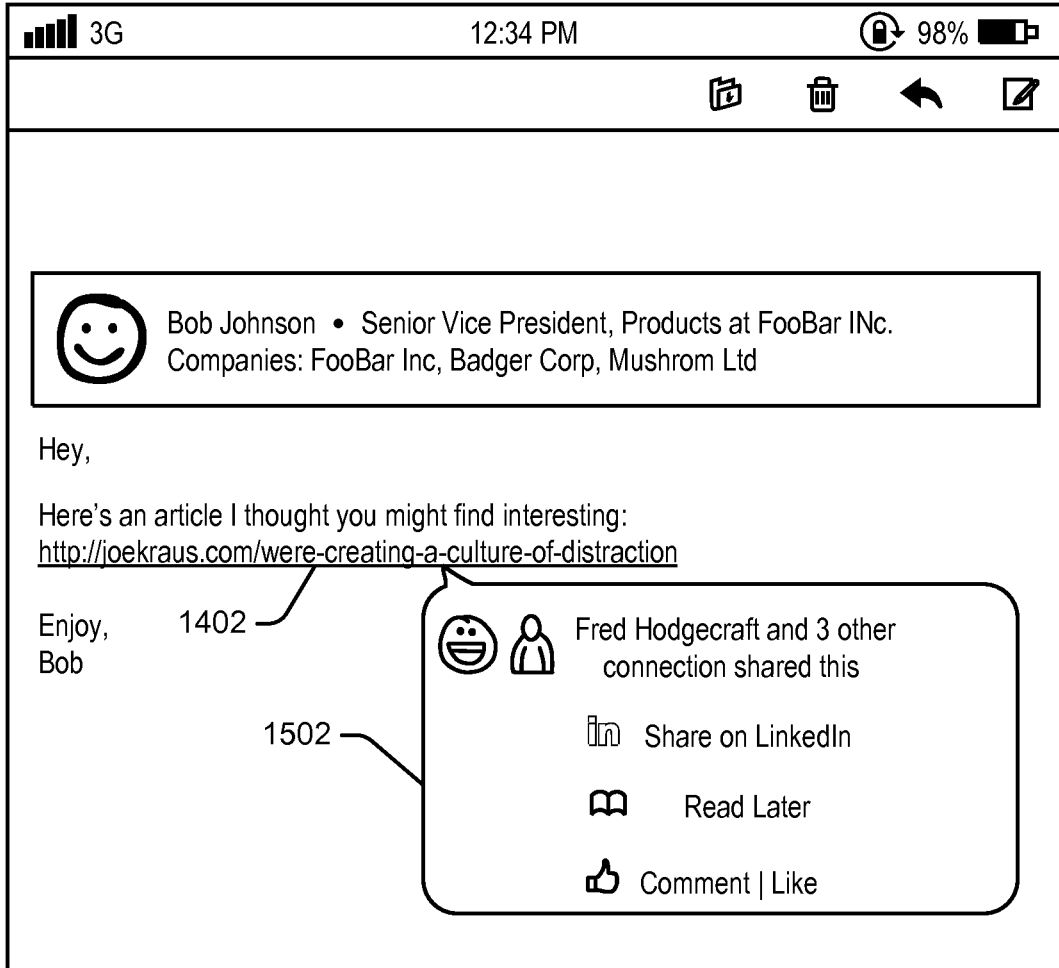 3G 12:34 PM 98%
Bob Johnson • Senior Vice President, Products at FooBar INc.
Companies: FooBar Inc, Badger Corp, Mushrom Ltd
Hey,
Here's an article I thought you might find interesting:
http://joekraus.com/were-creating-a-culture-of-distraction
Enjoy,
Bob
1402
1502
Fred Hodgecraft and 3 other
connection shared this
in Share on LinkedIn
Read Later
Comment | Like